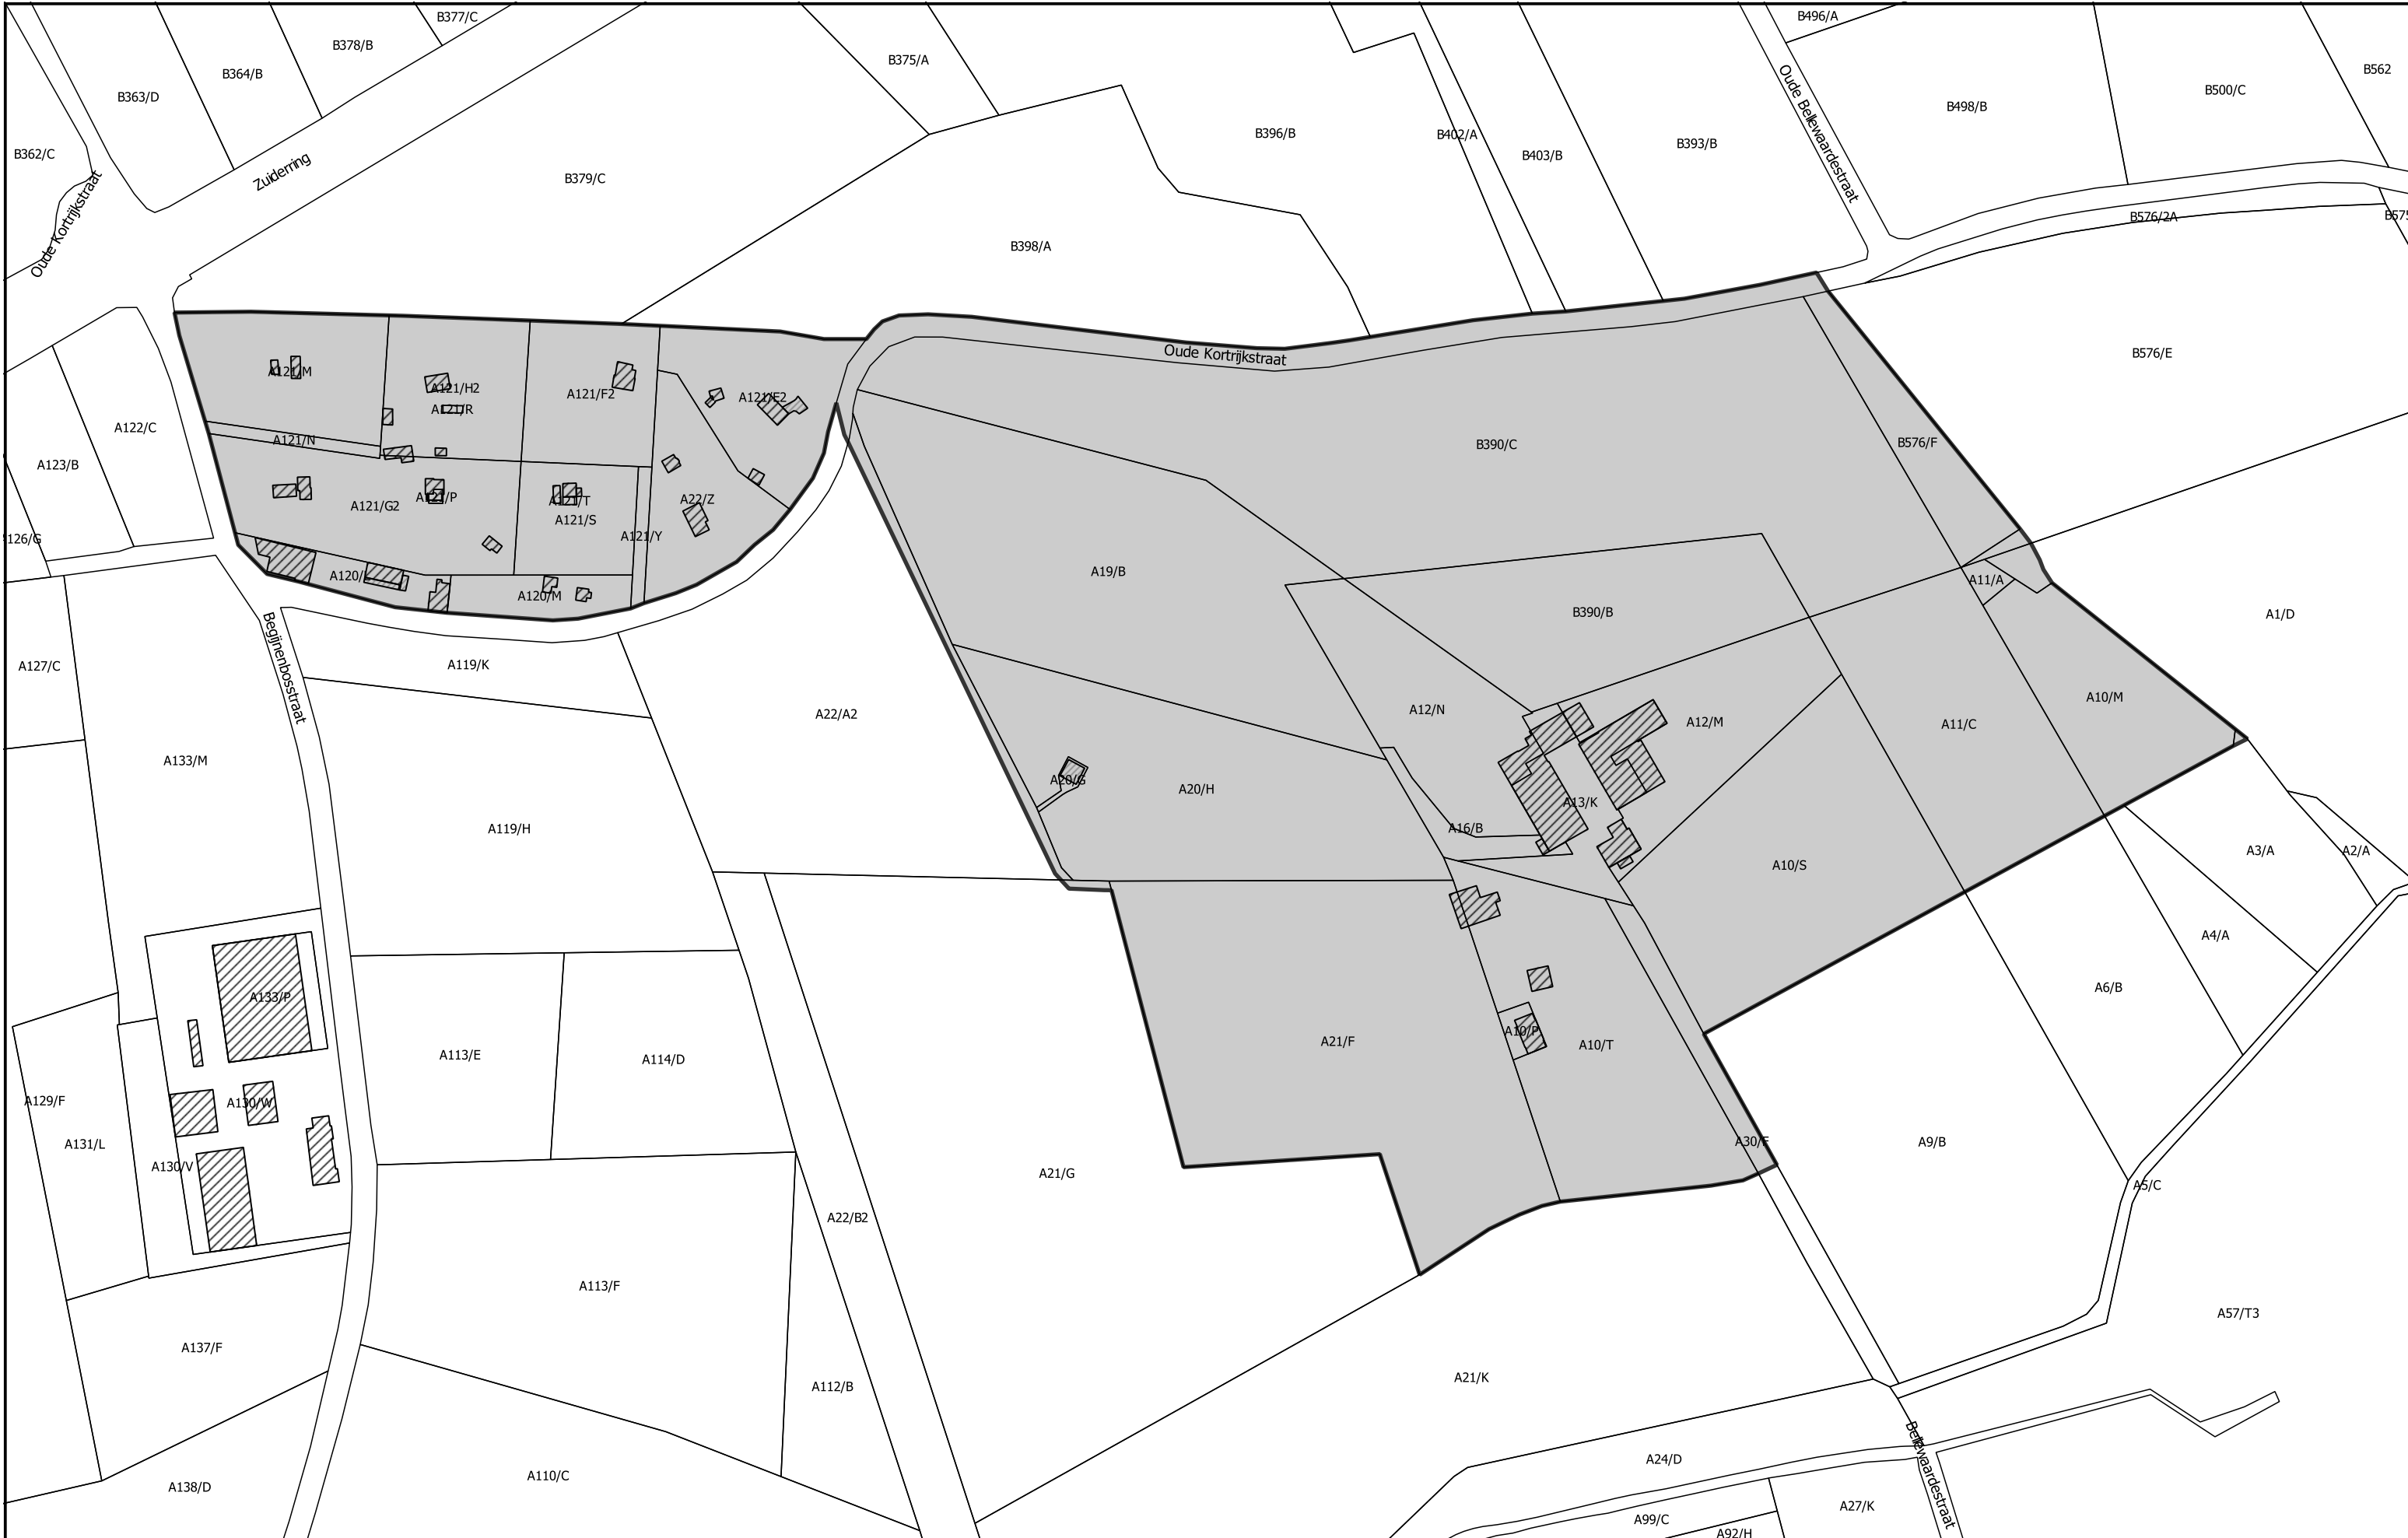 B377/C
B496/A
B378/B
B364/B
B363/D
B375/A
B562
B500/C
B498/B
B362/C
B396/B
B402/A
B403/B
B393/B
Oude Bellewaardestraat
Zuiderring
Oude Kortrijkstraat
B379/C
B398/A
B576/2A
Oude Kortrijkstraat
B576/E
A121/M
A121/H2
A121/R
A121/F2
A121/E2
A122/C
A121/N
A123/B
B390/C
B576/F
A121/G2
A121/P
A121/T
A121/S
A22/Z
A121/Y
A19/B
A11/A
A120/M
B390/B
A1/D
A127/C
A119/K
Begijnenbosstraat
A22/A2
A12/N
A12/M
A11/C
A10/M
A133/M
A20/G
A20/H
A13/K
A16/B
A119/H
A10/S
A3/A
A2/A
A4/A
A133/P
A6/B
A21/F
A10/P
A10/T
A113/E
A114/D
A129/F
A130/W
A131/L
A130/V
A30/F
A9/B
A21/G
A5/C
A22/B2
A113/F
A57/T3
A137/F
A112/B
A21/K
A110/C
A138/D
A24/D
Bellewaardestraat
A27/K
A99/C
A92/H